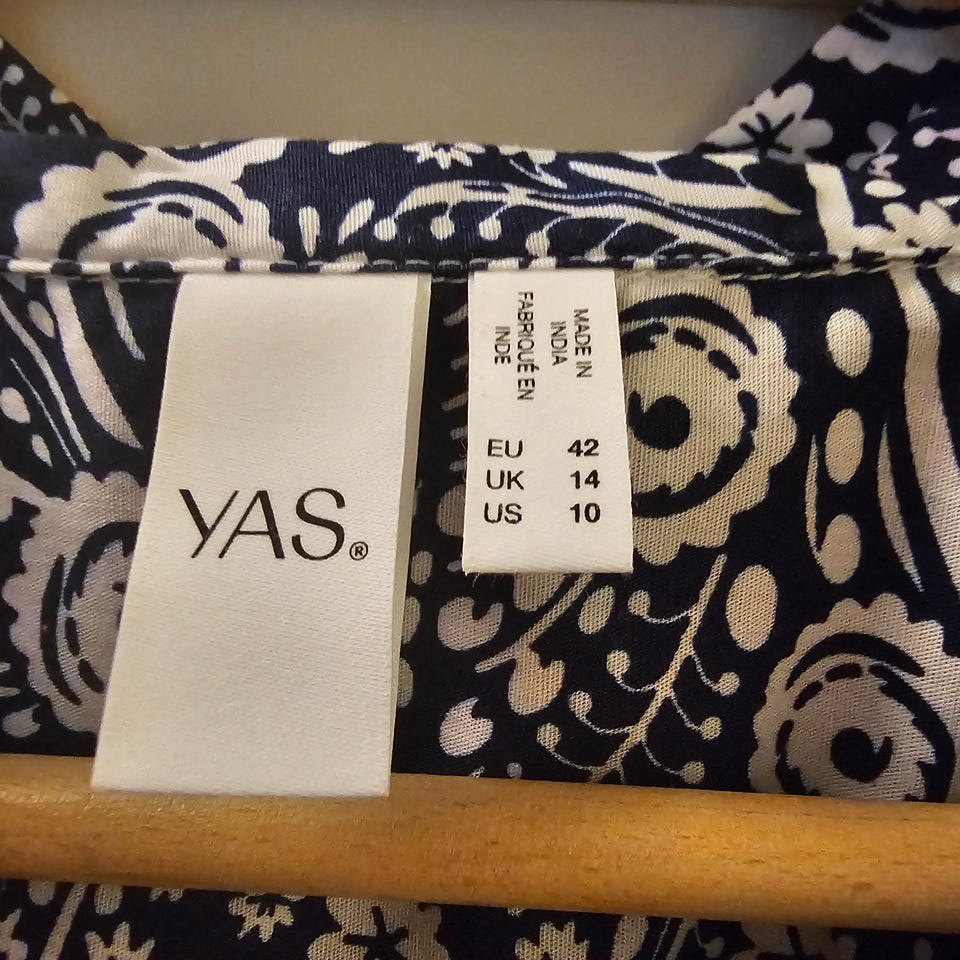 YAS®
MADE IN
INDIA
FABRIQUÉ EN
INDE
EU 42
UK 14
US 10